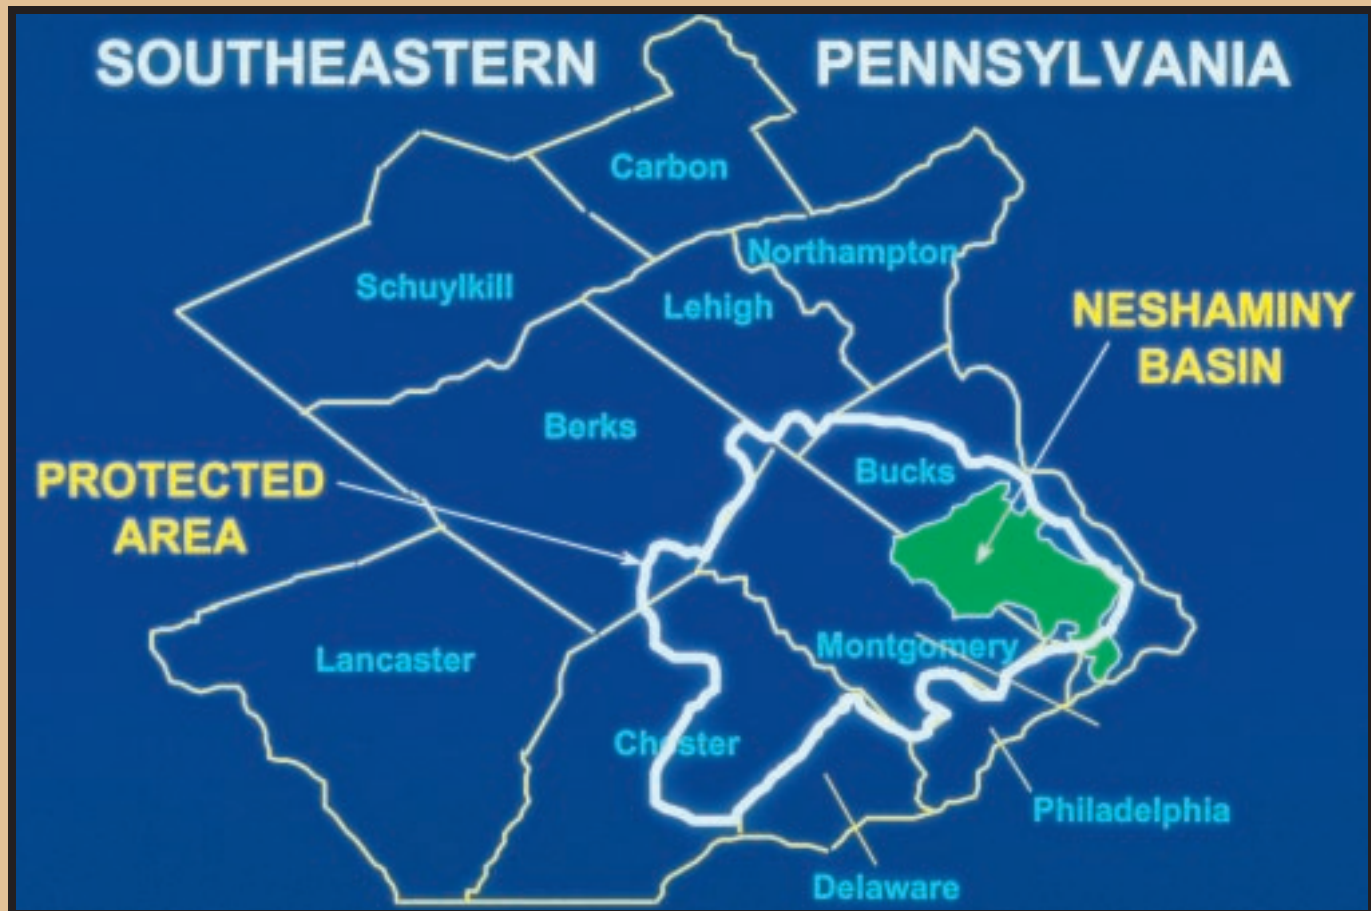 SOUTHEASTERN PENNSYLVANIA
Carbon
Northampton
Schuylkill
Lehigh
NESHAMINY
BASIN
Berks
Bucks
PROTECTED
AREA
Montgomery
Lancaster
Chester
Philadelphia
Delaware